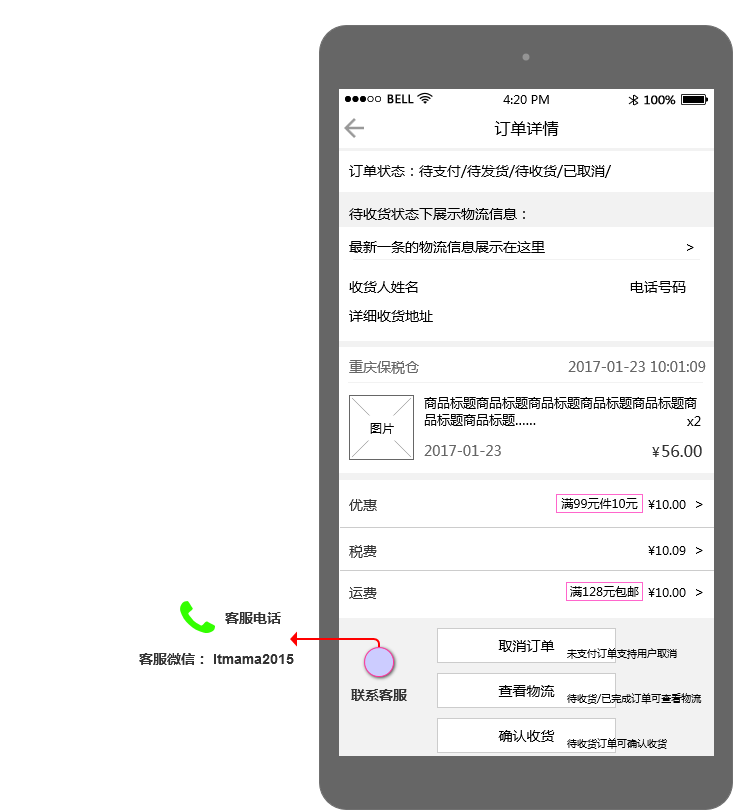 BELL 4:20 PM 100%
订单详情
订单状态：待支付/待发货/待收货/已取消/
待收货状态下展示物流信息：
最新一条的物流信息展示在这里 >
收货人姓名 电话号码
详细收货地址
重庆保税仓 2017-01-23 10:01:09
图片
商品标题商品标题商品标题商品标题商品标题商
品标题商品标题...... x2
2017-01-23 ¥56.00
优惠 满99元件10元 ¥10.00 >
税费 ¥10.09 >
运费 满128元包邮 ¥10.00 >
客服电话
客服微信： ltmama2015
联系客服
取消订单 未支付订单支持用户取消
查看物流 待收货/已完成订单可查看物流
确认收货 待收货订单可确认收货